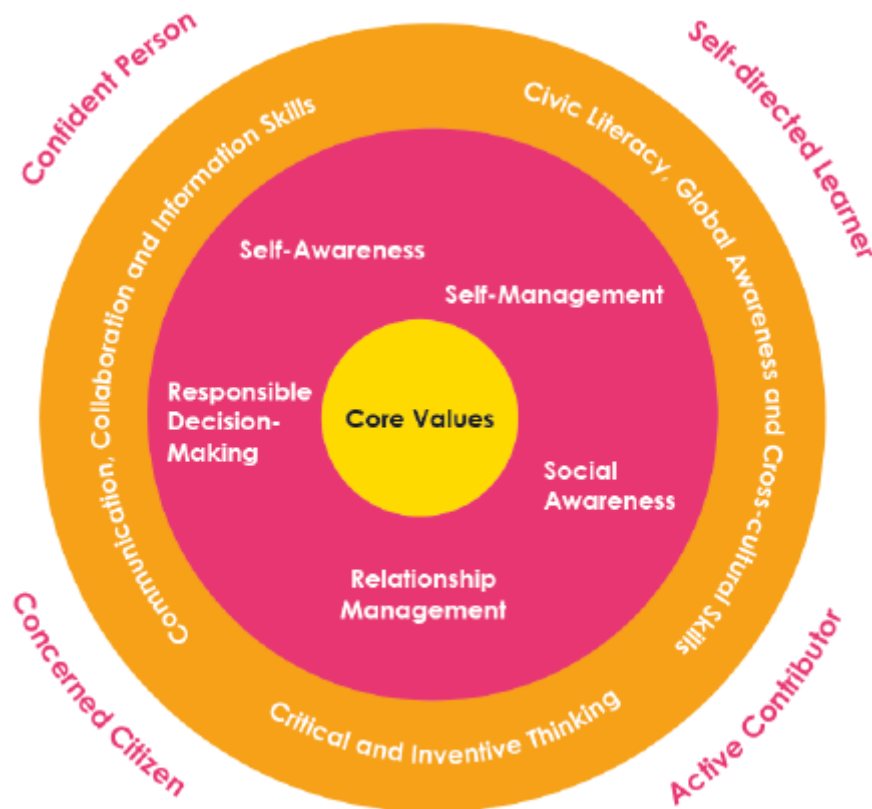 Confident Person
Self-directed Learner
Communication, Collaboration and Information Skills
Civic Literacy, Global Awareness and Cross-cultural Skills
Self-Awareness
Self-Management
Responsible
Decision-
Making
Core Values
Social
Awareness
Relationship
Management
Critical and Inventive Thinking
Concerned Citizen
Active Contributor